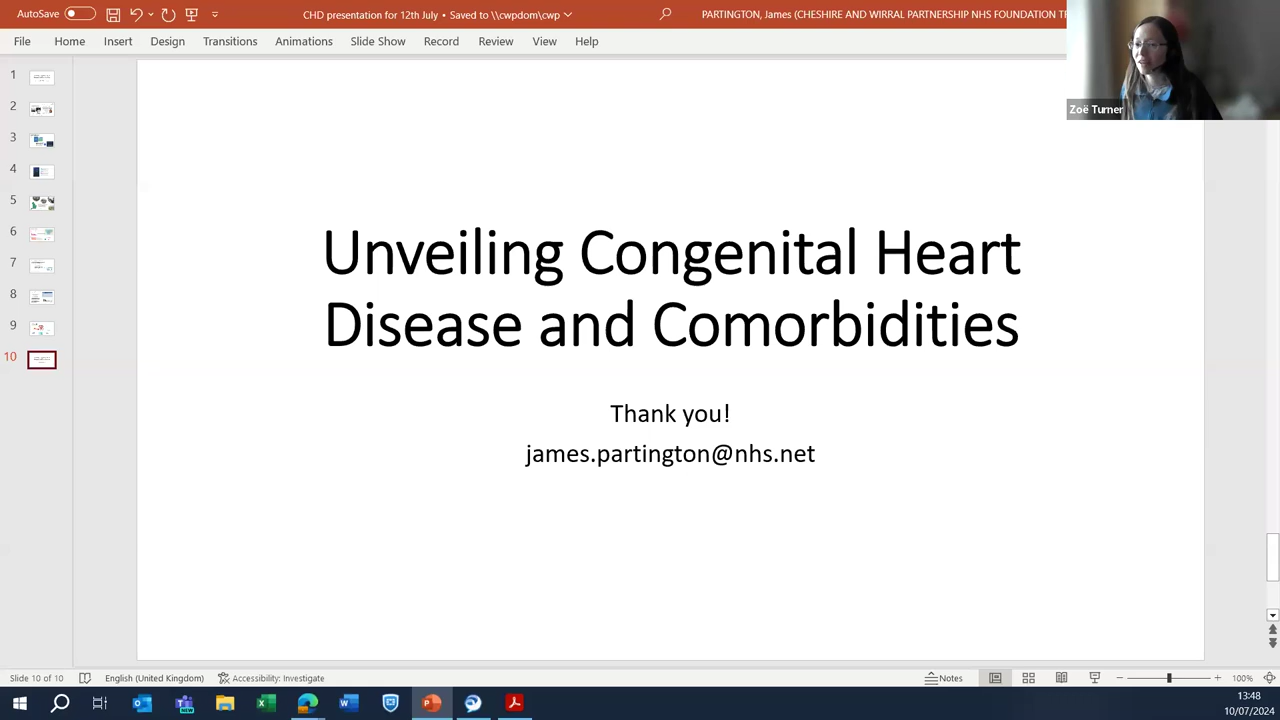 AutoSave Off CHD presentation for 12th July • Saved to \\cwpdom\cwp PARTINGTON, James (CHESHIRE AND WIRRAL PARTNERSHIP NHS FOUNDATION TR
File Home Insert Design Transitions Animations Slide Show Record Review View Help
Zoë Turner
1
2
3
4
5
6
7
8
9
10
Unveiling Congenital Heart
Disease and Comorbidities
Thank you!
james.partington@nhs.net
Slide 10 of 10 English (United Kingdom) Accessibility: Investigate Notes 100%
13:48
10/07/2024